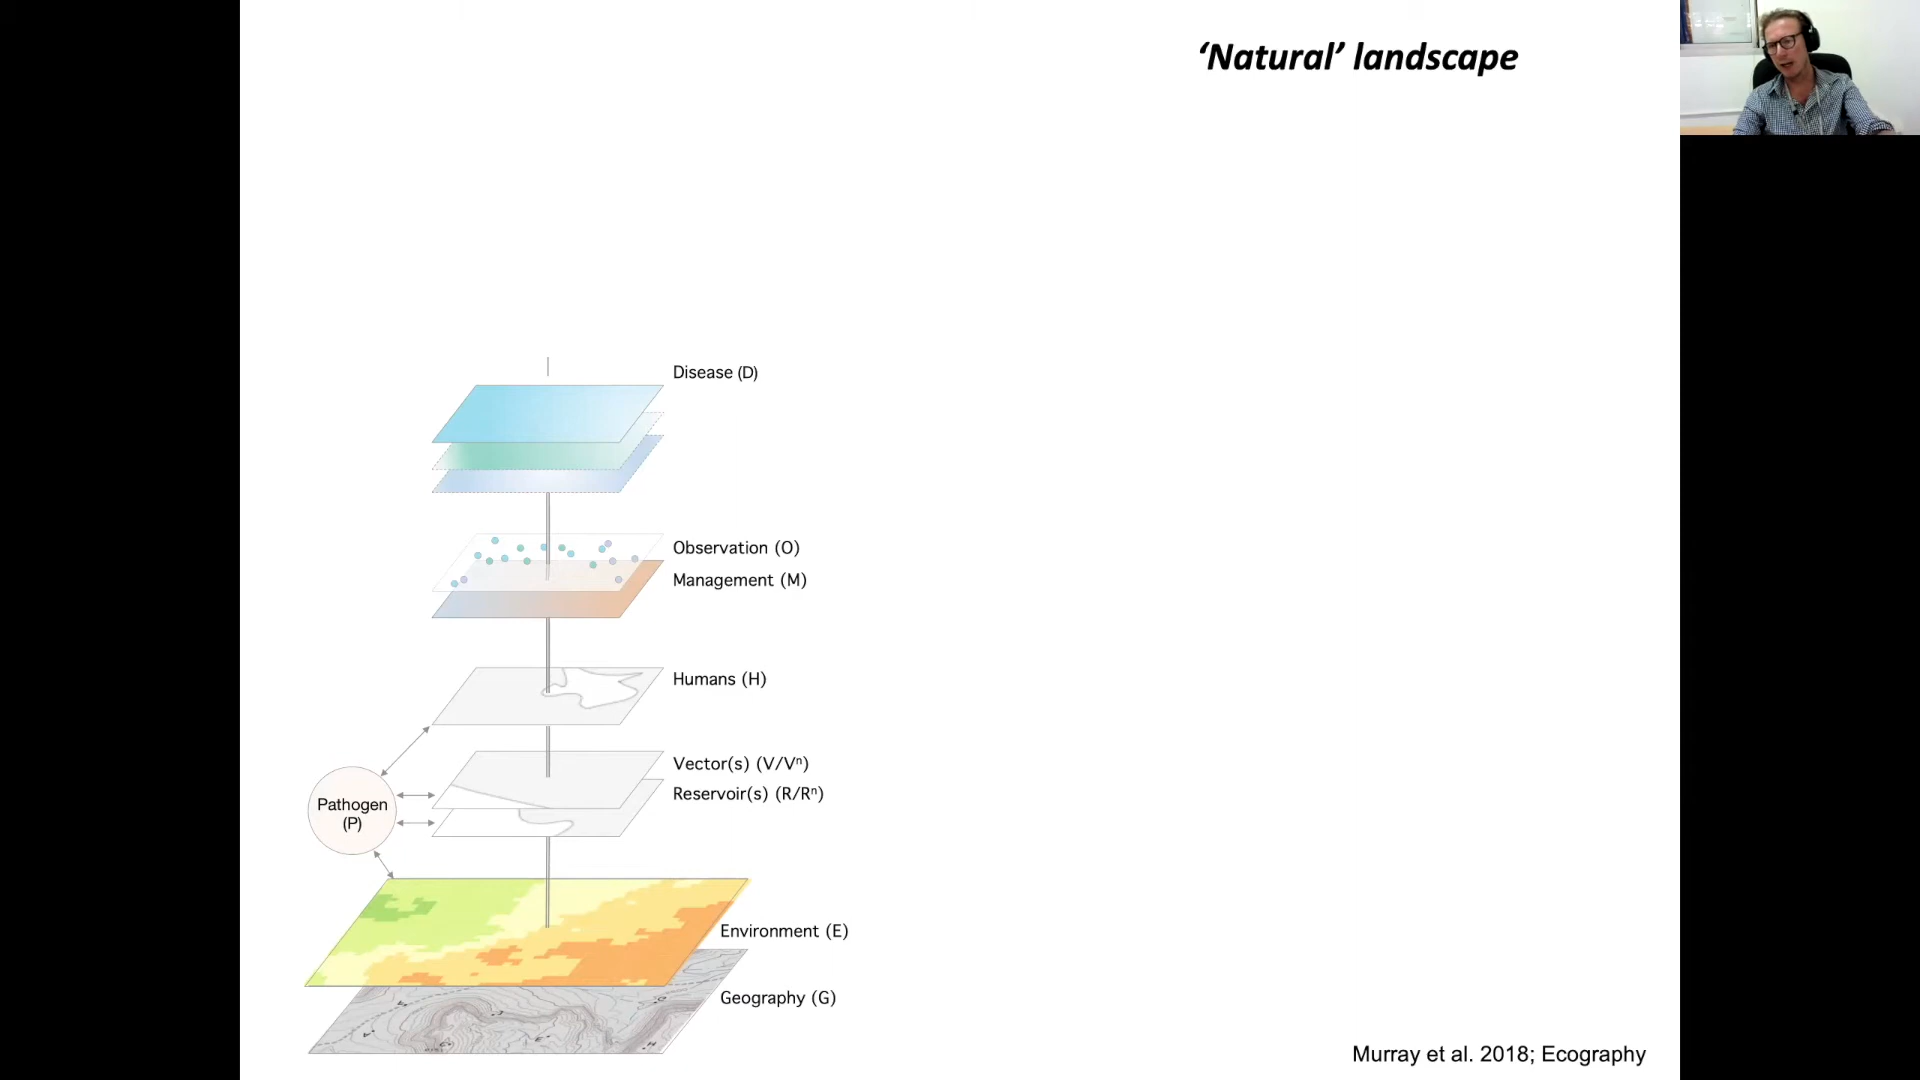 ‘Natural’ landscape
Disease (D)
Observation (O)
Management (M)
Humans (H)
Vector(s) (V/Vⁿ)
Reservoir(s) (R/Rⁿ)
Pathogen
(P)
Environment (E)
Geography (G)
Murray et al. 2018; Ecography